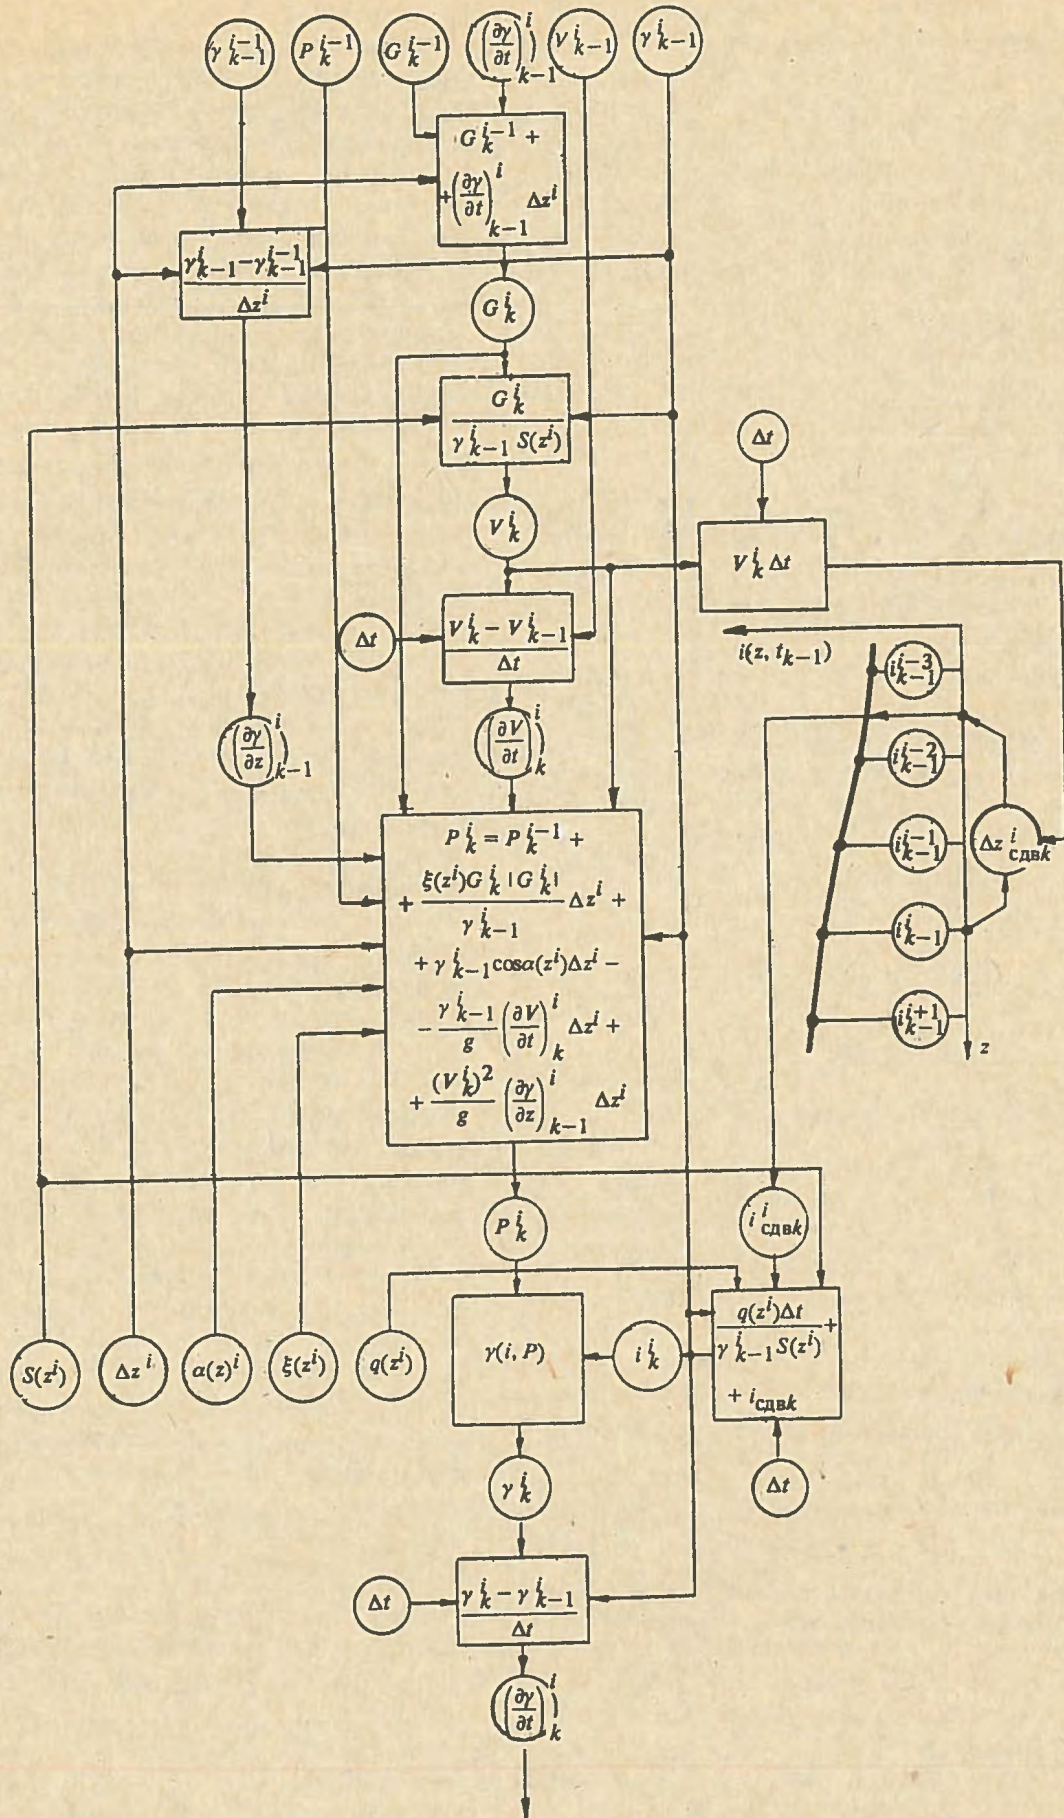 γ^{i-1}_{k-1}
P^{i-1}_k
G^{i-1}_k
(∂γ/∂t)^i_{k-1}
V^i_{k-1}
γ^i_{k-1}
G^{i-1}_k +
+(∂γ/∂t)^i_{k-1} Δz^i
γ^i_{k-1} − γ^{i-1}_{k-1}
Δz^i
G^i_k
G^i_k
γ^i_{k-1} S(z^i)
Δt
V^i_k
V^i_k Δt
Δt
V^i_k − V^i_{k-1}
Δt
i(z, t_{k-1})
i^{i-3}_{k-1}
(∂γ/∂z)^i_{k-1}
(∂V/∂t)^i_k
i^{i-2}_{k-1}
i^{i-1}_{k-1}
Δz^i_{сдвk}
i^i_{k-1}
i^{i+1}_{k-1}
z
P^i_k = P^{i-1}_k +
+ ξ(z^i)G^i_k |G^i_k| / γ^i_{k-1} Δz^i +
+ γ^i_{k-1} cosα(z^i)Δz^i −
− γ^i_{k-1} / g (∂V/∂t)^i_k Δz^i +
+ (V^i_k)^2 / g (∂γ/∂z)^i_{k-1} Δz^i
P^i_k
i^i_{сдвk}
S(z^i)
Δz^i
α(z)^i
ξ(z^i)
q(z^i)
γ(i, P)
i^i_k
q(z^i)Δt / γ^i_{k-1} S(z^i) +
+ i_{сдвk}
γ^i_k
Δt
Δt
γ^i_k − γ^i_{k-1}
Δt
(∂γ/∂t)^i_k